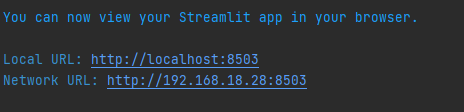 You can now view your Streamlit app in your browser.
Local URL: http://localhost:8503
Network URL: http://192.168.18.28:8503